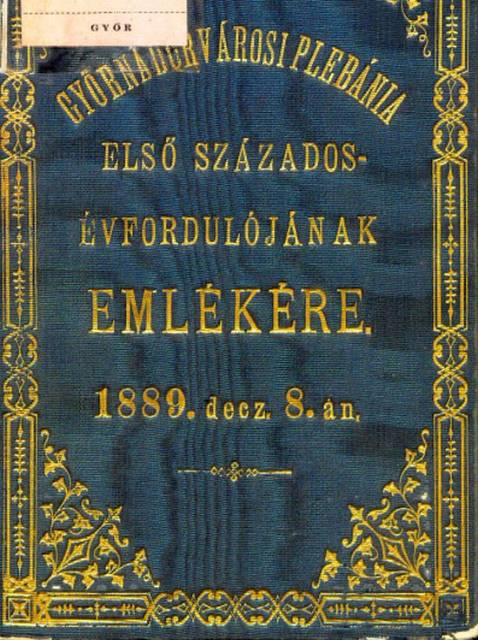 GYŐR
GYŐRNÁDORVÁROSI PLEBÁNIA
ELSŐ SZÁZADOS-
ÉVFORDULÓJÁNAK
EMLÉKÉRE.
1889. decz. 8. án.